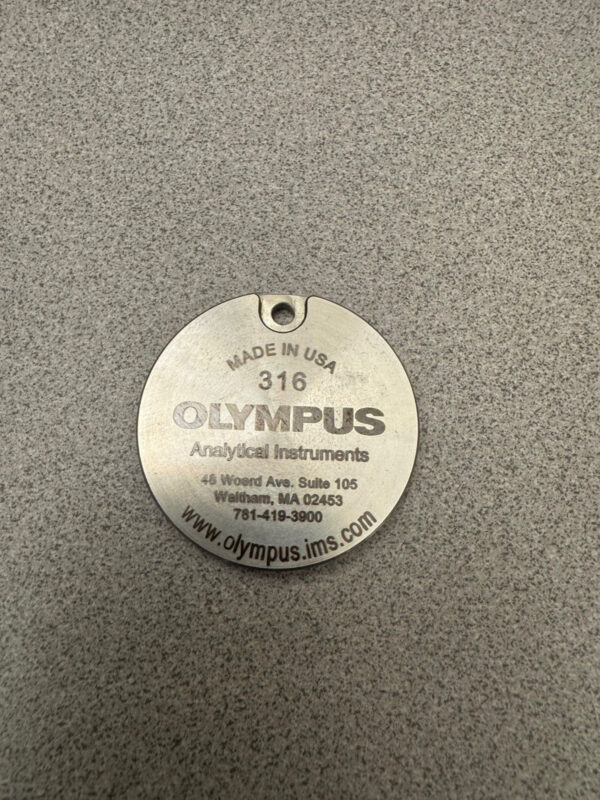 MADE IN USA
316
OLYMPUS
Analytical Instruments
48 Woerd Ave. Suite 105
Waltham, MA 02453
781-419-3900
www.olympus.ims.com